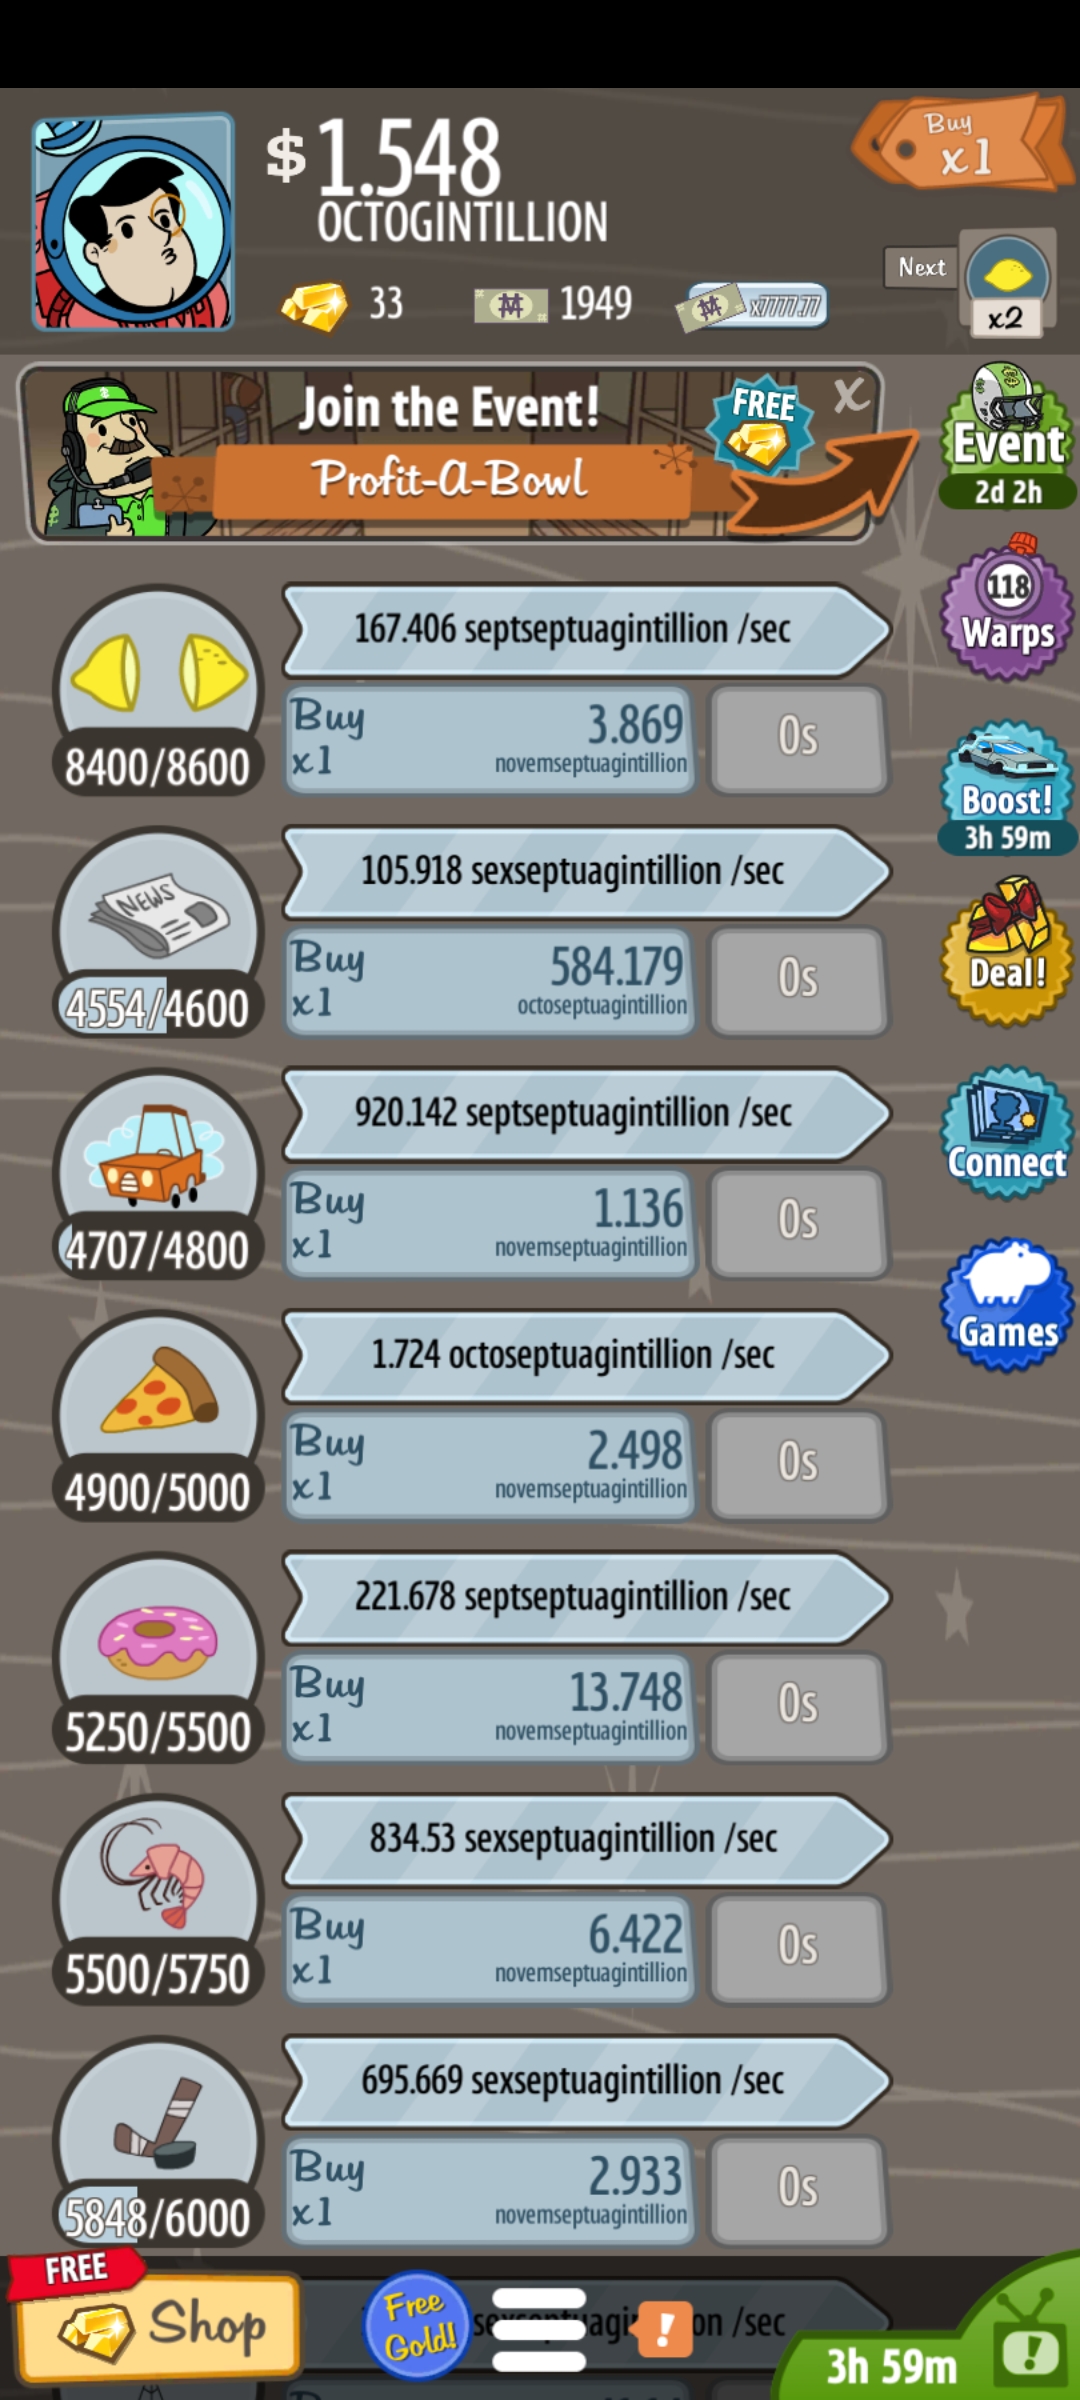 $1.548
OCTOGINTILLION
Buy
x1
33
1949
x7777.77
Next
x2
Join the Event!
Profit-A-Bowl
FREE
X
Event
2d 2h
118
Warps
Boost!
3h 59m
Deal!
Connect
Games
167.406 septseptuagintillion /sec
Buy
x1
3.869
novemseptuagintillion
0s
8400/8600
NEWS
105.918 sexseptuagintillion /sec
Buy
x1
584.179
octoseptuagintillion
0s
4554/4600
920.142 septseptuagintillion /sec
Buy
x1
1.136
novemseptuagintillion
0s
4707/4800
1.724 octoseptuagintillion /sec
Buy
x1
2.498
novemseptuagintillion
0s
4900/5000
221.678 septseptuagintillion /sec
Buy
x1
13.748
novemseptuagintillion
0s
5250/5500
834.53 sexseptuagintillion /sec
Buy
x1
6.422
novemseptuagintillion
0s
5500/5750
695.669 sexseptuagintillion /sec
Buy
x1
2.933
novemseptuagintillion
0s
5848/6000
FREE
Shop
Free
Gold!
!
/sec
3h 59m
!
Buy